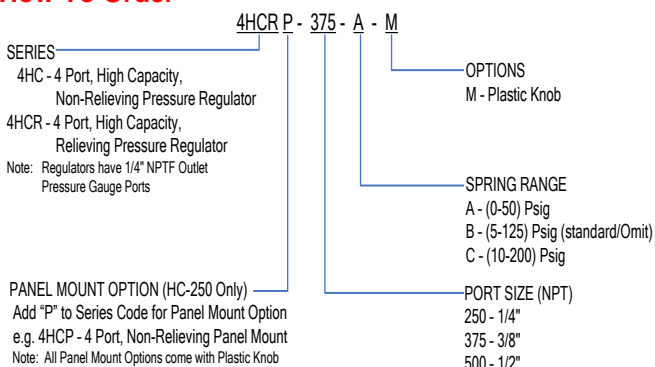 4HCR P - 375 - A - M
SERIES
4HC - 4 Port, High Capacity,
Non-Relieving Pressure Regulator
4HCR - 4 Port, High Capacity,
Relieving Pressure Regulator
Note: Regulators have 1/4" NPTF Outlet
Pressure Gauge Ports
PANEL MOUNT OPTION (HC-250 Only)
Add “P” to Series Code for Panel Mount Option
e.g. 4HCP - 4 Port, Non-Relieving Panel Mount
Note: All Panel Mount Options come with Plastic Knob
OPTIONS
M - Plastic Knob
SPRING RANGE
A - (0-50) Psig
B - (5-125) Psig (standard/Omit)
C - (10-200) Psig
PORT SIZE (NPT)
250 - 1/4"
375 - 3/8"
500 - 1/2"